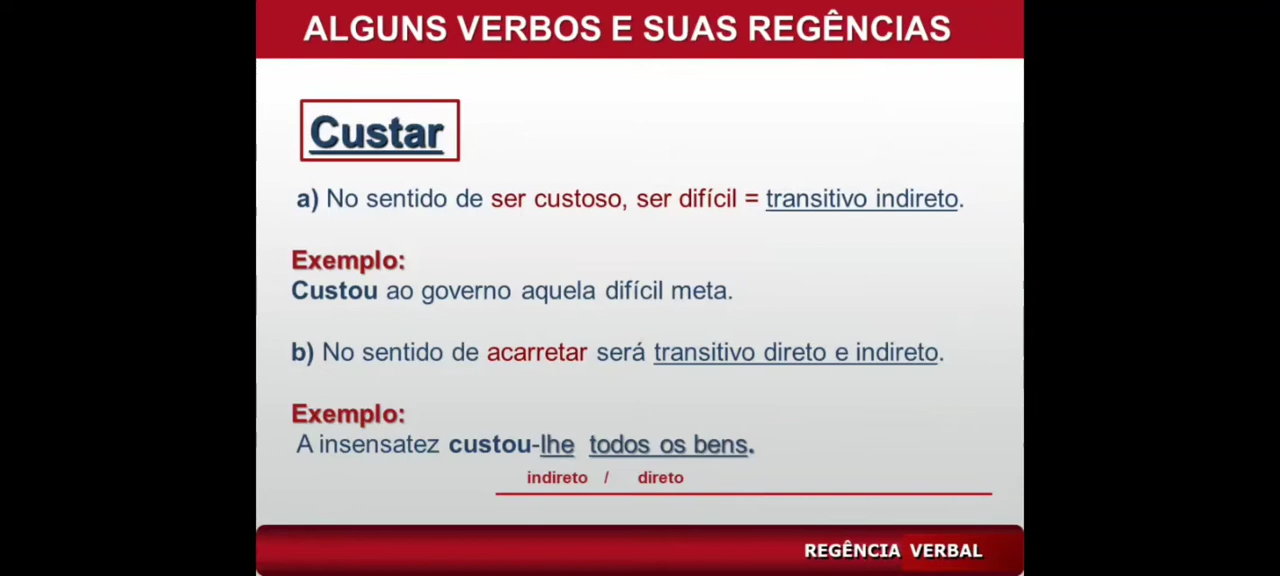 ALGUNS VERBOS E SUAS REGÊNCIAS
Custar
a) No sentido de ser custoso, ser difícil = transitivo indireto.
Exemplo:
Custou ao governo aquela difícil meta.
b) No sentido de acarretar será transitivo direto e indireto.
Exemplo:
A insensatez custou-lhe todos os bens.
indireto / direto
REGÊNCIA VERBAL